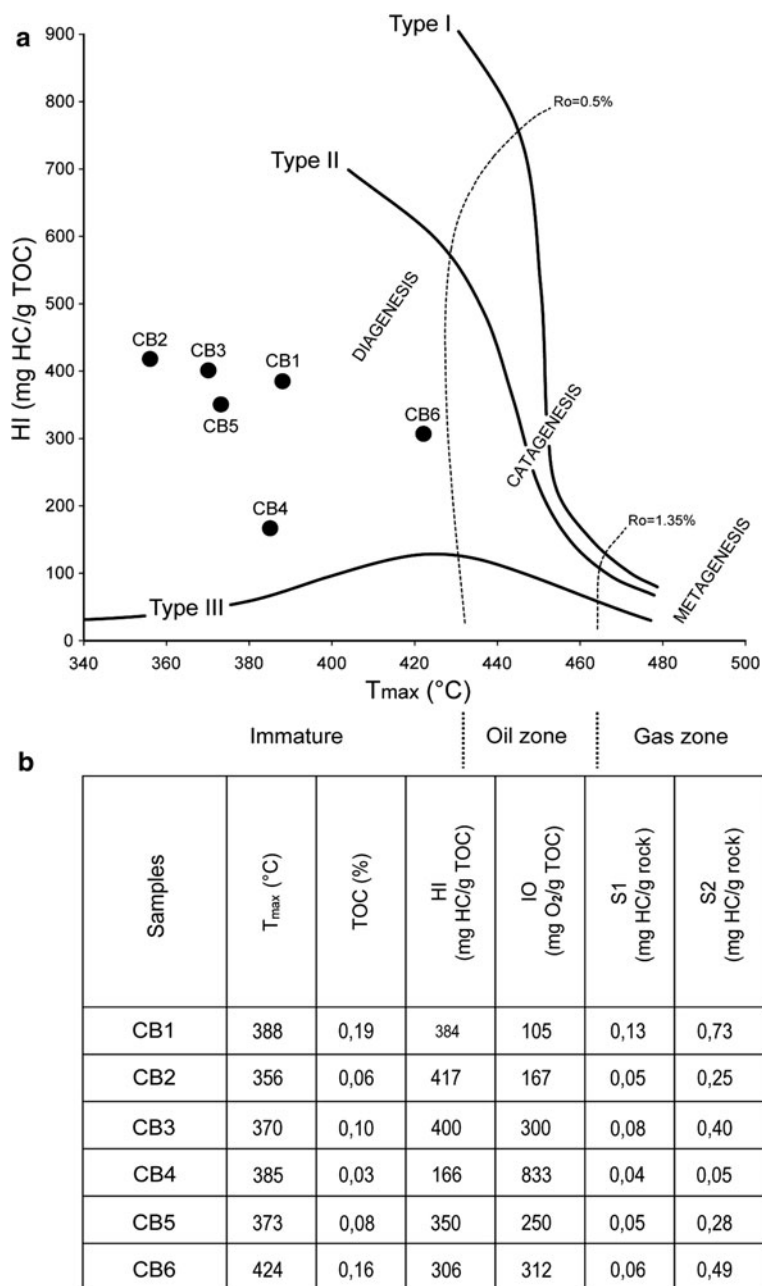 a
900
800
700
600
500
400
300
200
100
0
HI (mg HC/g TOC)
Type I
Ro=0.5%
Type II
DIAGENESIS
CB2
CB3
CB1
CB5
CB6
CATAGENESIS
CB4
Ro=1.35%
METAGENESIS
Type III
340 360 380 400 420 440 460 480 500
Tmax (°C)
Immature Oil zone Gas zone
b
Samples Tmax (°C) TOC (%) HI (mg HC/g TOC) IO (mg O2/g TOC) S1 (mg HC/g rock) S2 (mg HC/g rock)
CB1 388 0,19 384 105 0,13 0,73
CB2 356 0,06 417 167 0,05 0,25
CB3 370 0,10 400 300 0,08 0,40
CB4 385 0,03 166 833 0,04 0,05
CB5 373 0,08 350 250 0,05 0,28
CB6 424 0,16 306 312 0,06 0,49